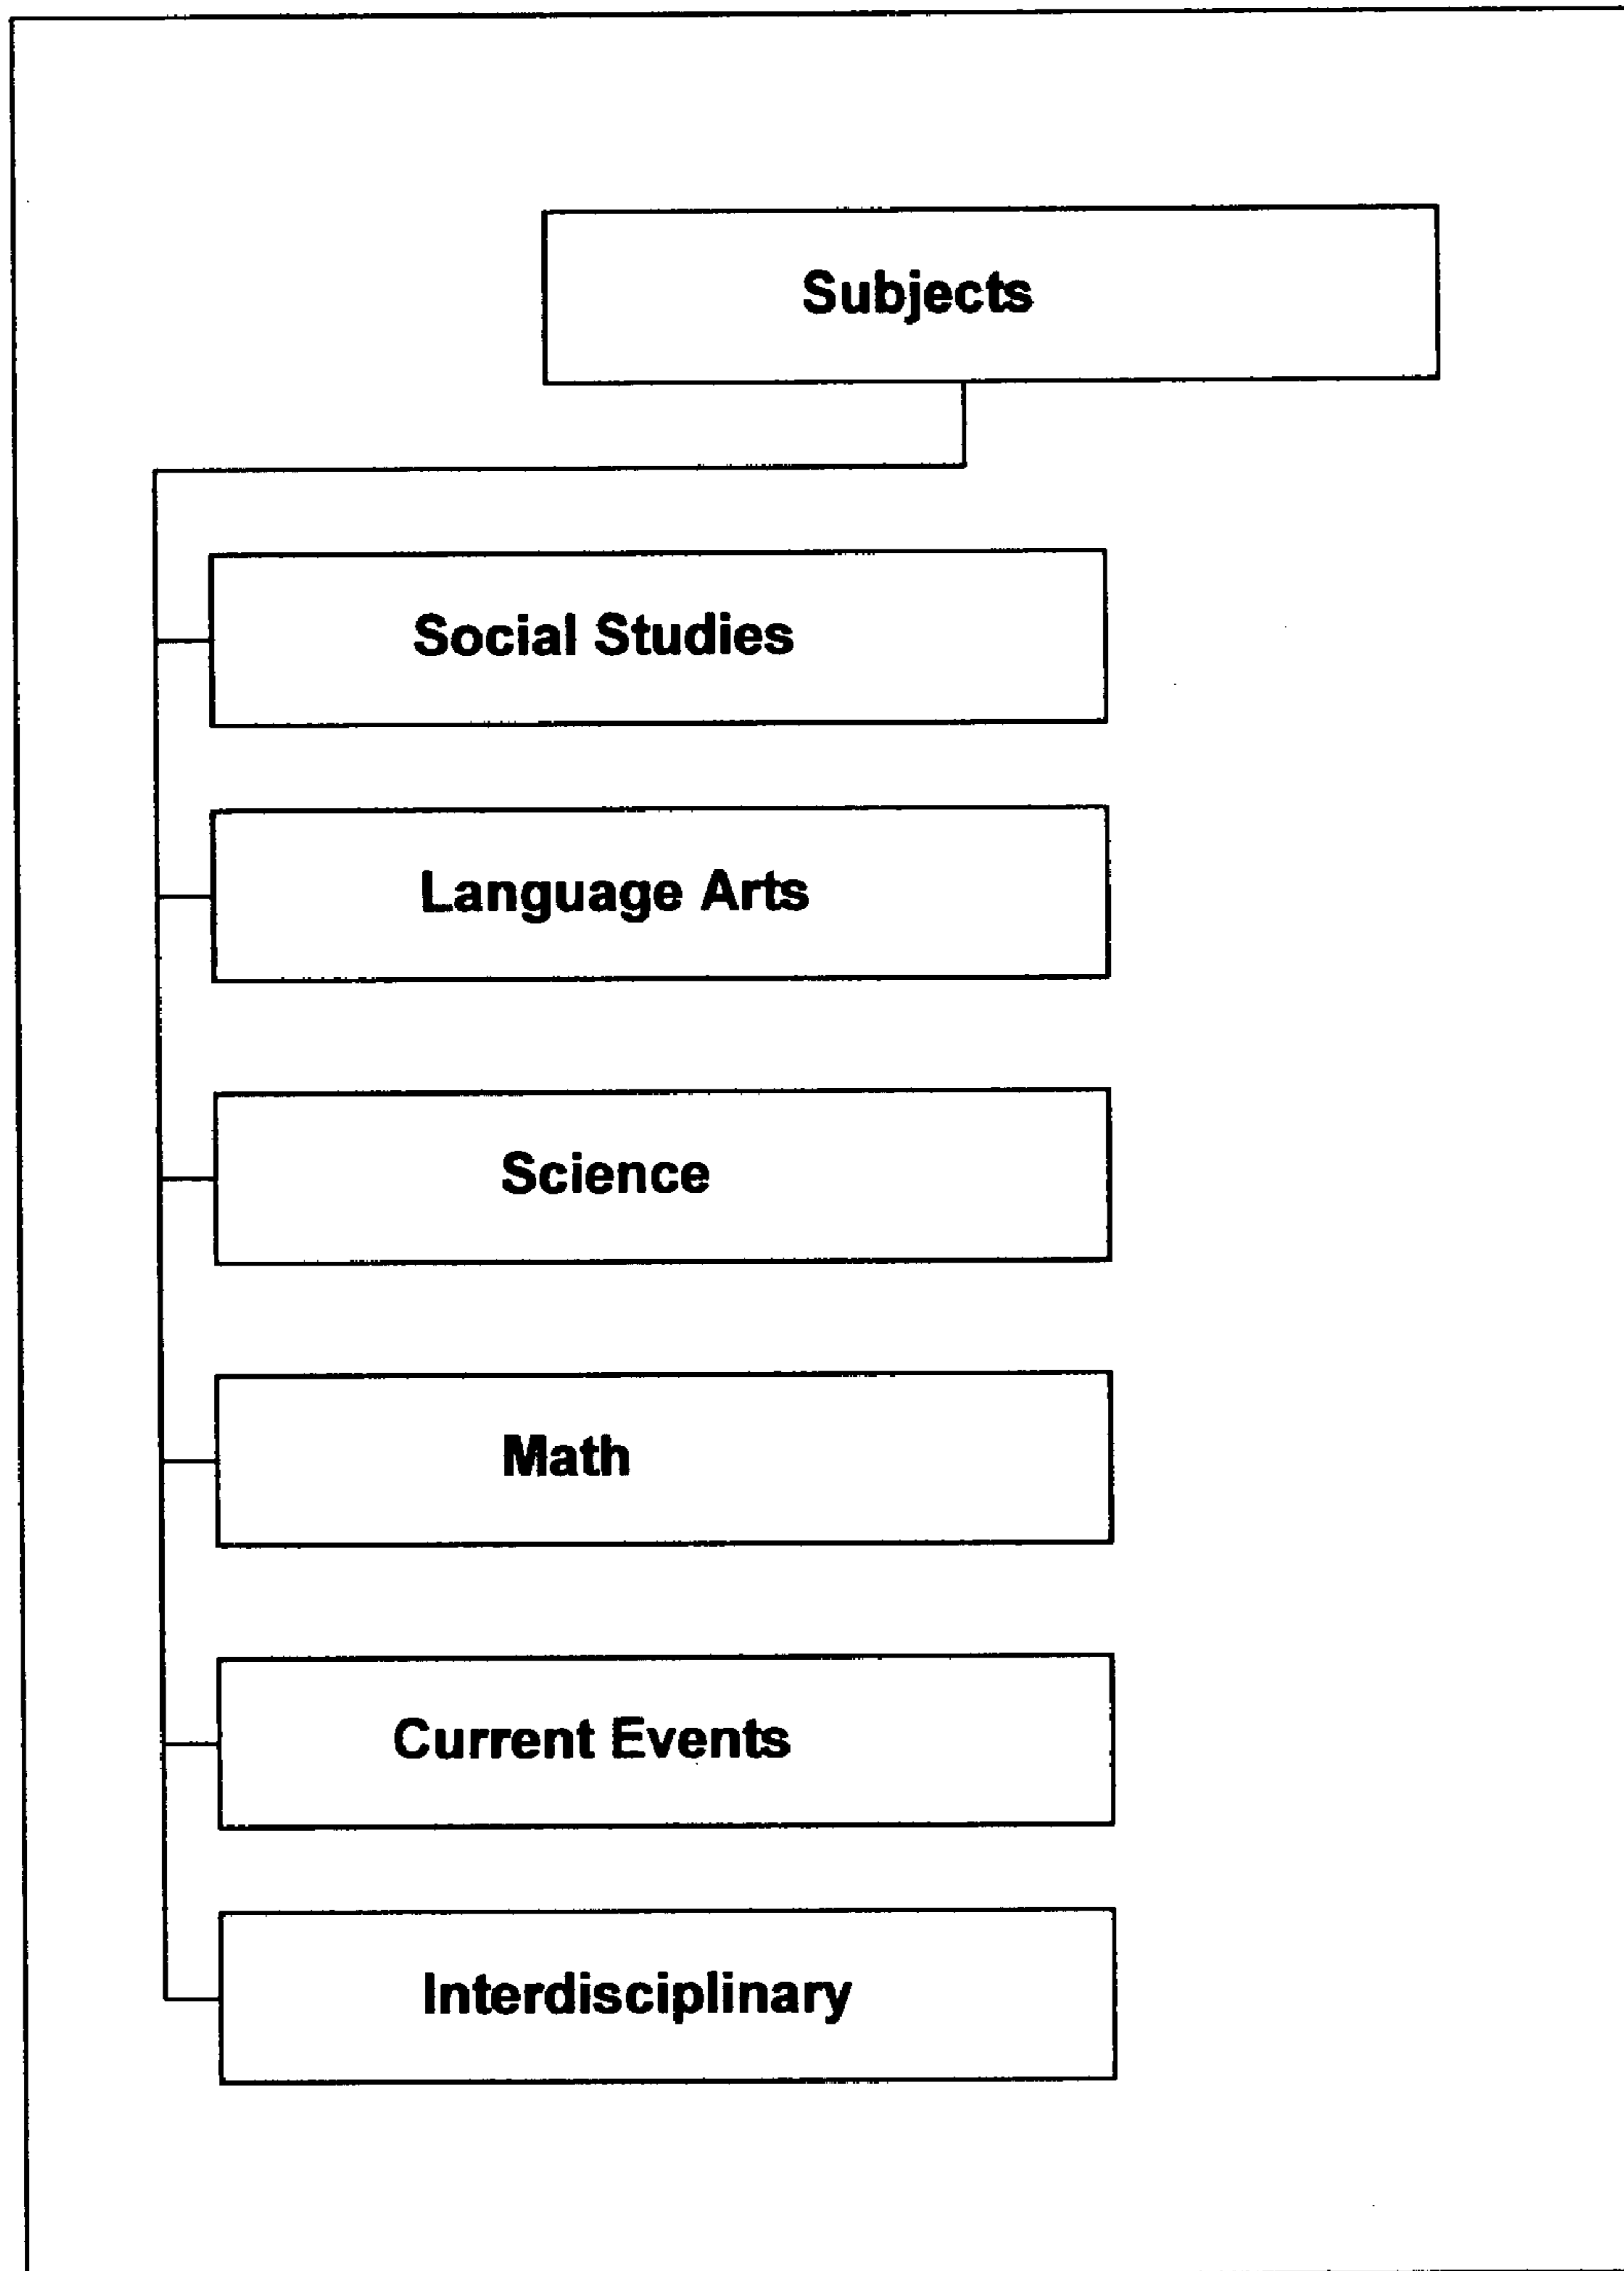 Subjects
Social Studies
Language Arts
Science
Math
Current Events
Interdisciplinary